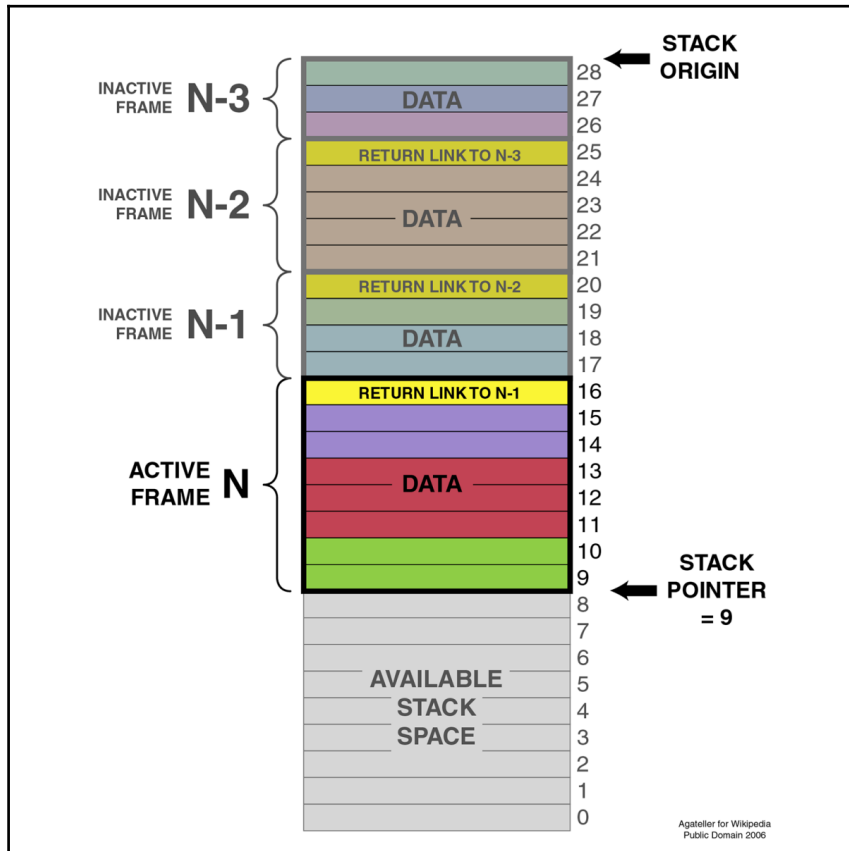 STACK
ORIGIN
28
INACTIVE
FRAME N-3
DATA
27
26
RETURN LINK TO N-3
25
24
INACTIVE
FRAME N-2
DATA
23
22
21
RETURN LINK TO N-2
20
19
INACTIVE
FRAME N-1
DATA
18
17
RETURN LINK TO N-1
16
15
14
ACTIVE
FRAME N
DATA
13
12
11
10
9
STACK
POINTER
= 9
8
7
6
AVAILABLE
STACK
SPACE
5
4
3
2
1
0
Agateller for Wikipedia
Public Domain 2006